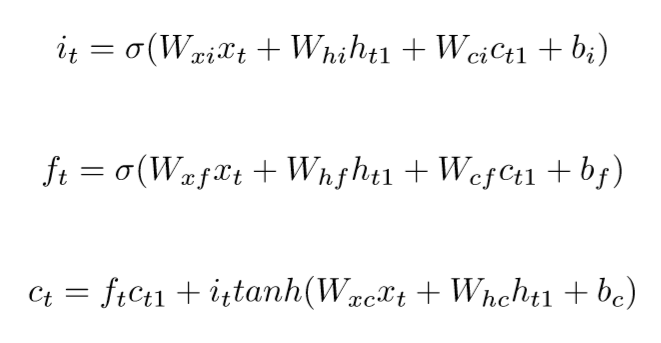 i_t = σ(W_{xi}x_t + W_{hi}h_{t1} + W_{ci}c_{t1} + b_i)
f_t = σ(W_{xf}x_t + W_{hf}h_{t1} + W_{cf}c_{t1} + b_f)
c_t = f_tc_{t1} + i_ttanh(W_{xc}x_t + W_{hc}h_{t1} + b_c)